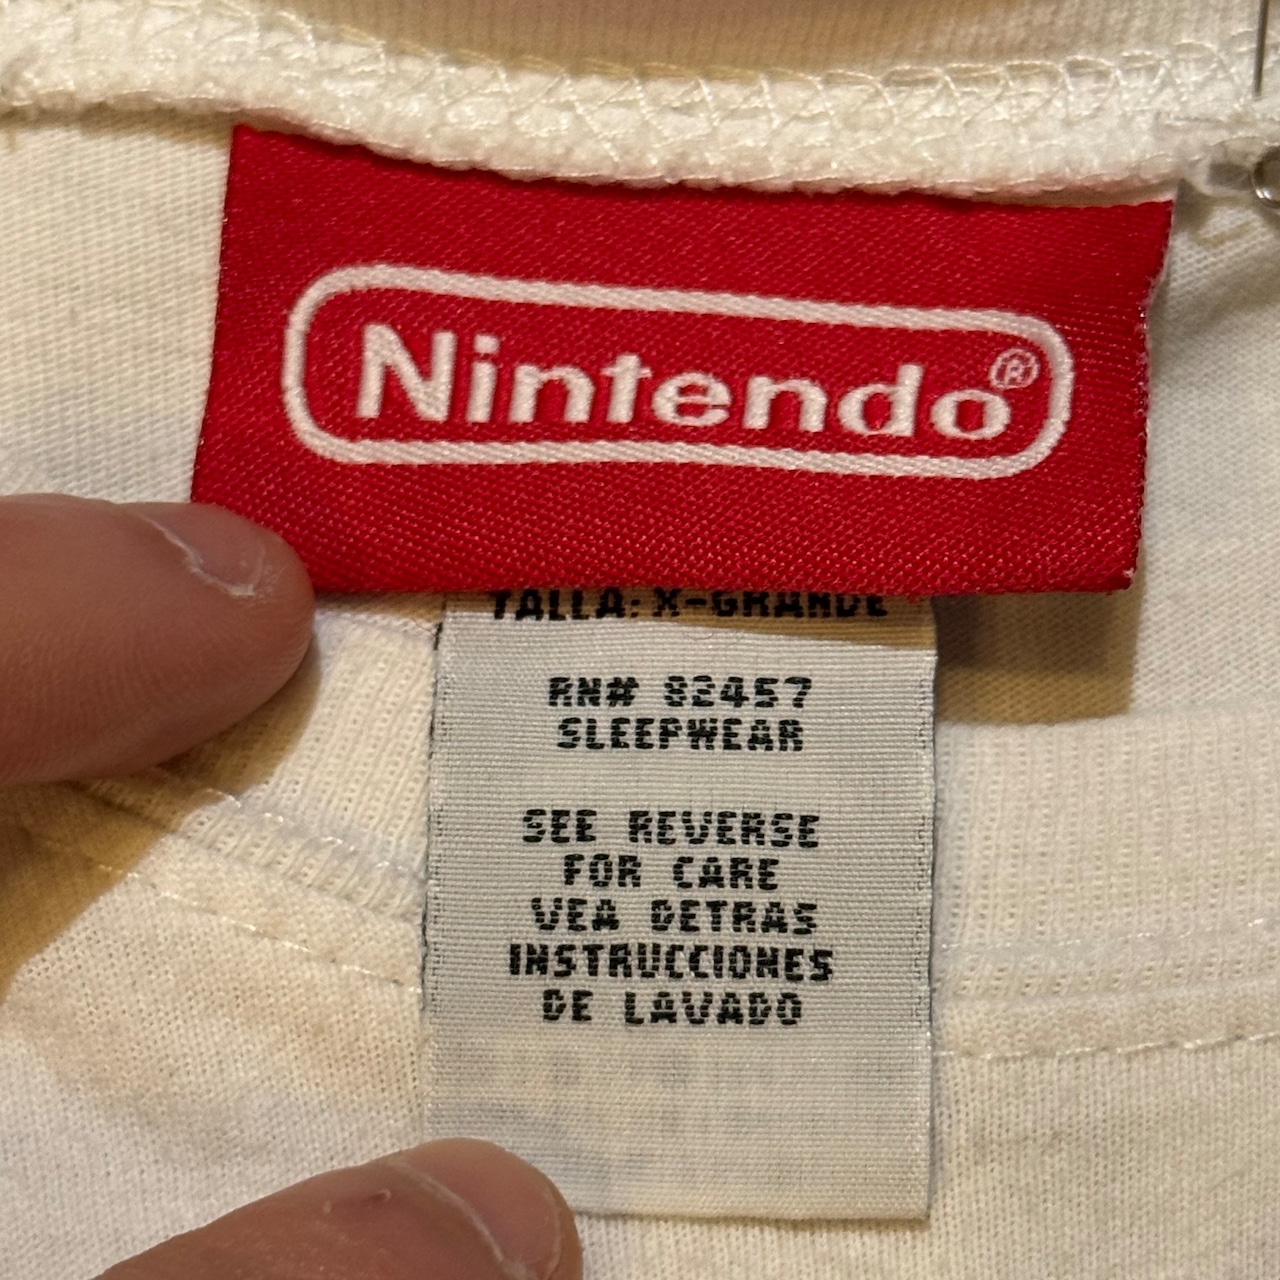 Nintendo®
TALLA: X-GRANDE
RN# 82457
SLEEPWEAR
SEE REVERSE
FOR CARE
VEA DETRAS
INSTRUCCIONES
DE LAVADO